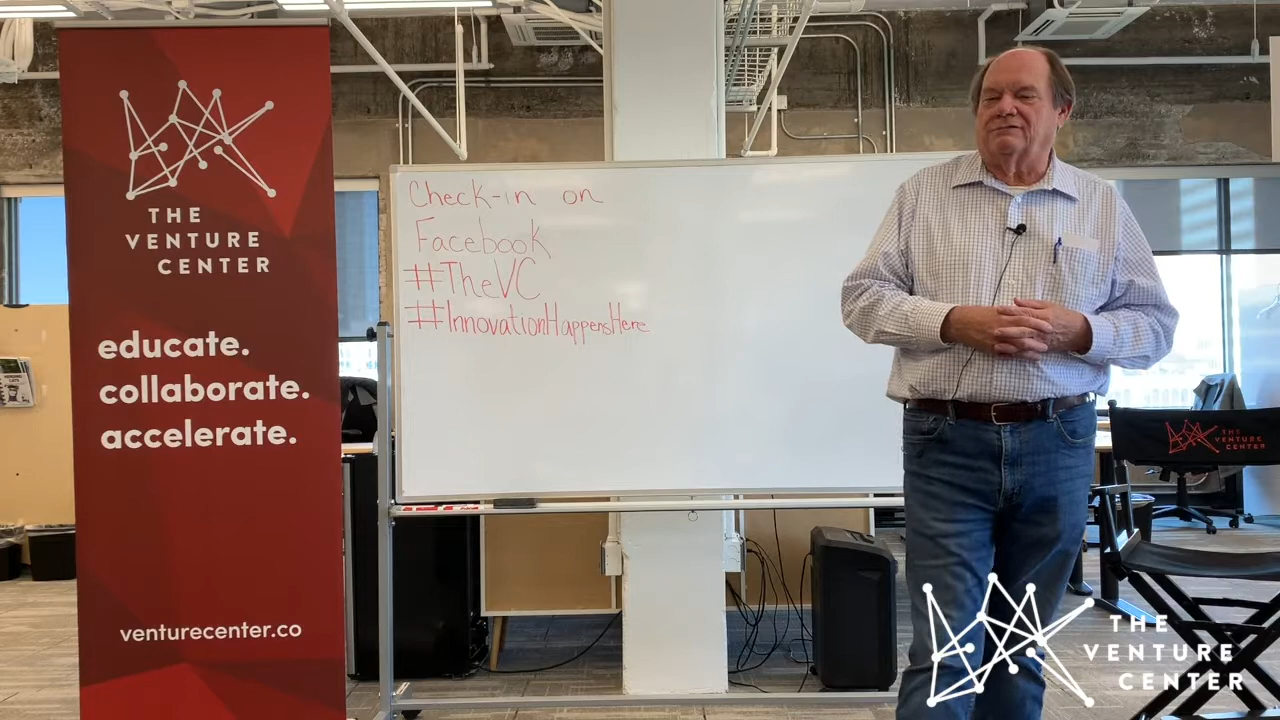 THE
VENTURE
CENTER
educate.
collaborate.
accelerate.
venturecenter.co
Check-in on
Facebook
#TheVC
#InnovationHappensHere
THE
VENTURE
CENTER
THE
VENTURE
CENTER